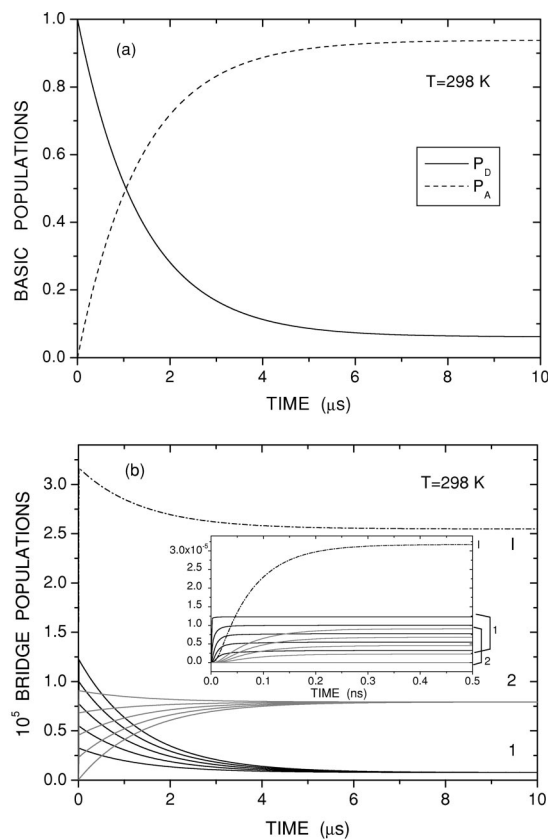 (a)
T=298 K
BASIC POPULATIONS
1.0
0.8
0.6
0.4
0.2
0.0
P_D
P_A
0 2 4 6 8 10
TIME (μs)
(b)
T=298 K
10^5 BRIDGE POPULATIONS
3.0
2.5
2.0
1.5
1.0
0.5
0.0
I
2
1
3.0x10^-5
2.5
2.0
1.5
1.0
0.5
0.0
I
1
2
0.0 0.1 0.2 0.3 0.4 0.5
TIME (ns)
0 2 4 6 8 10
TIME (μs)